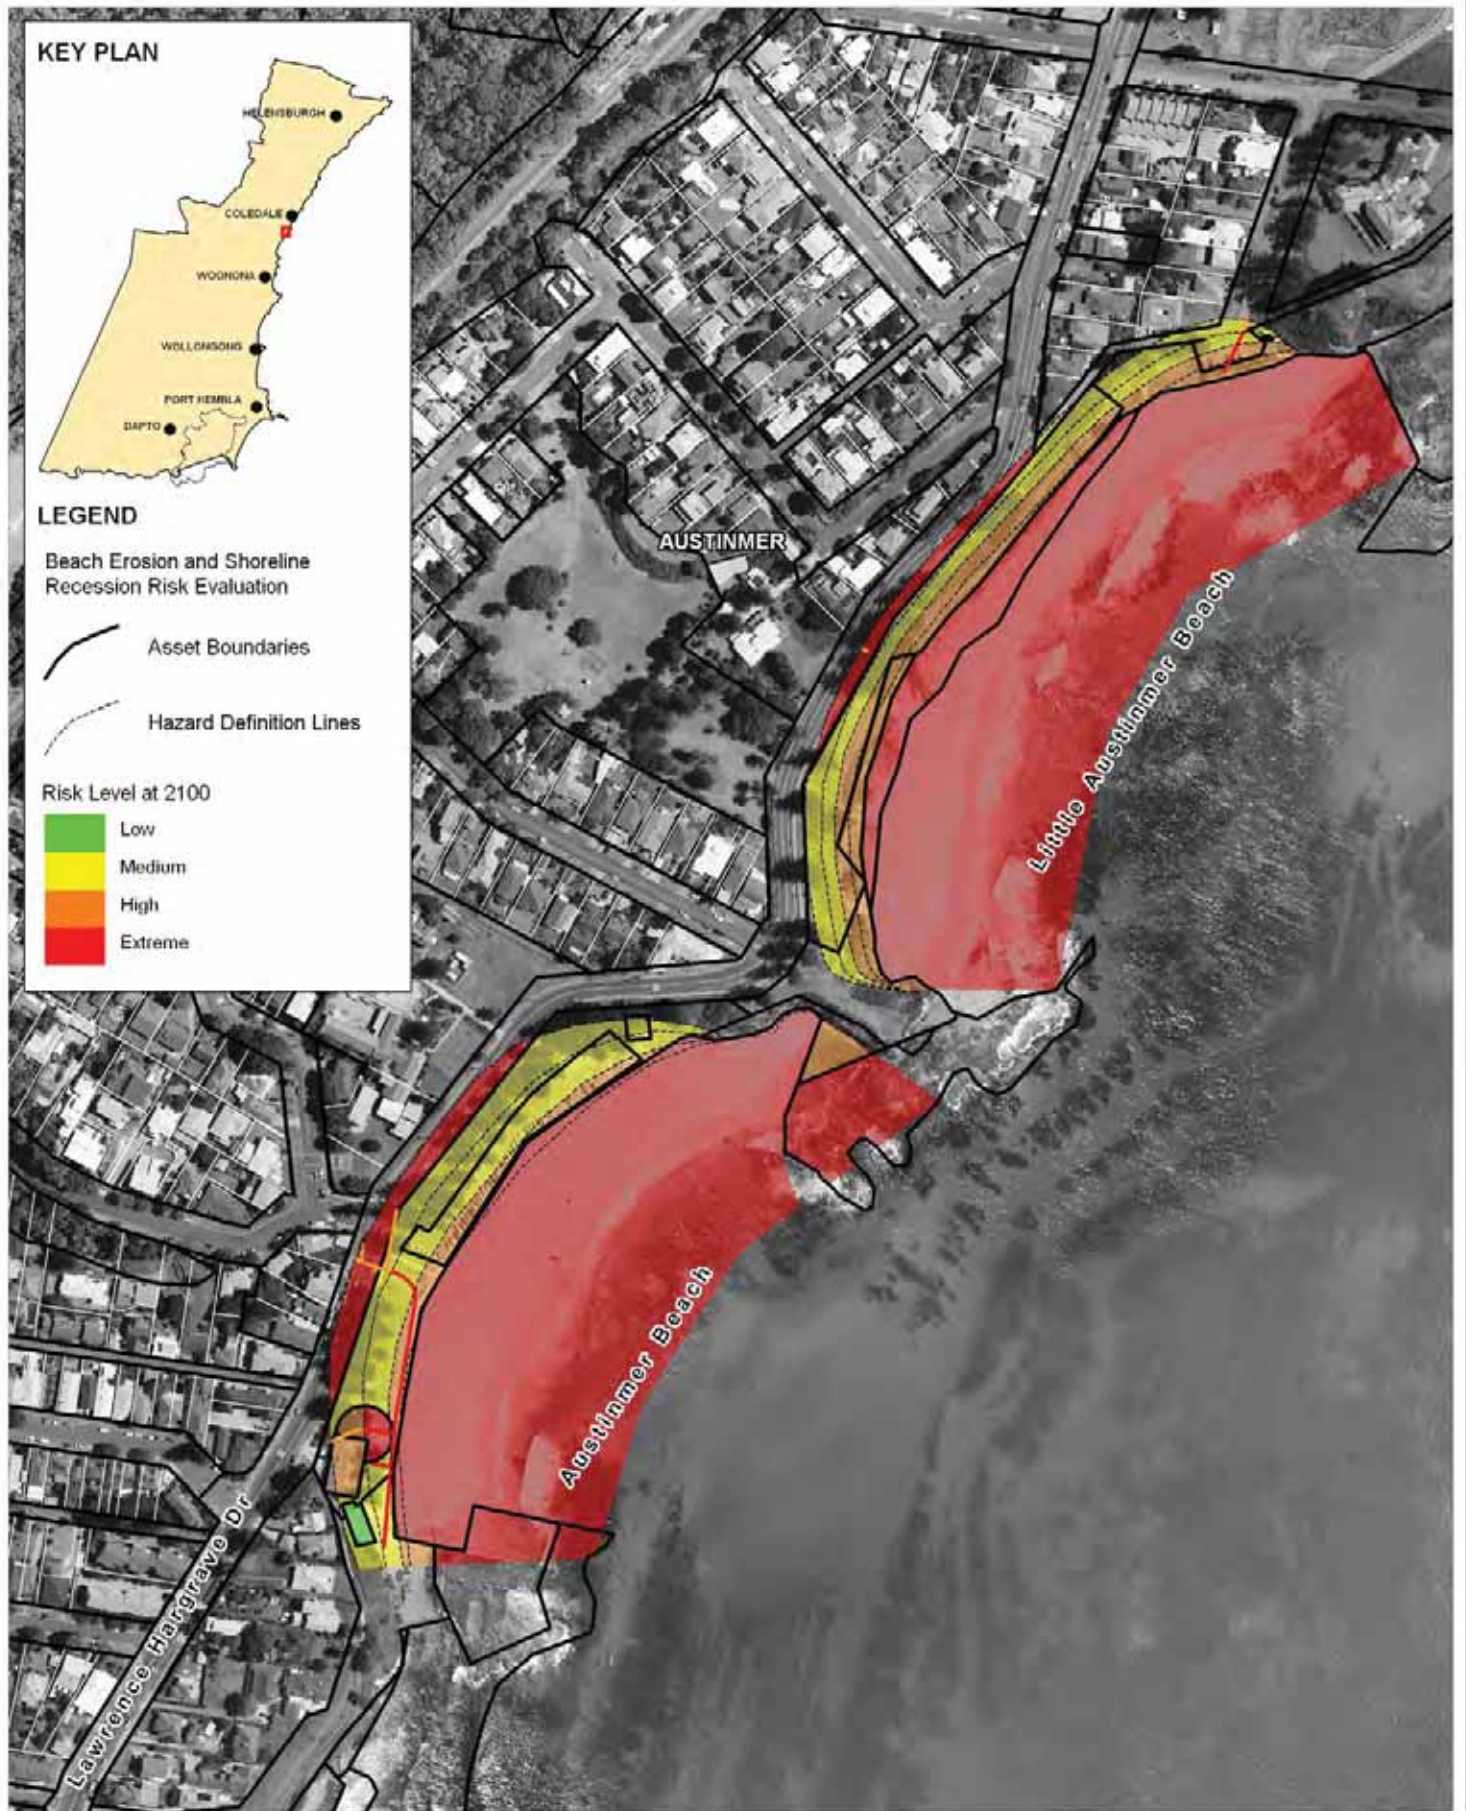 KEY PLAN
HELENSBURGH
COLEDALE
WOONONA
WOLLONGONG
PORT KEMBLA
DAPTO
LEGEND
Beach Erosion and Shoreline
Recession Risk Evaluation
Asset Boundaries
Hazard Definition Lines
Risk Level at 2100
Low
Medium
High
Extreme
AUSTINMER
Little Austinmer Beach
Austinmer Beach
Lawrence Hargrave Dr